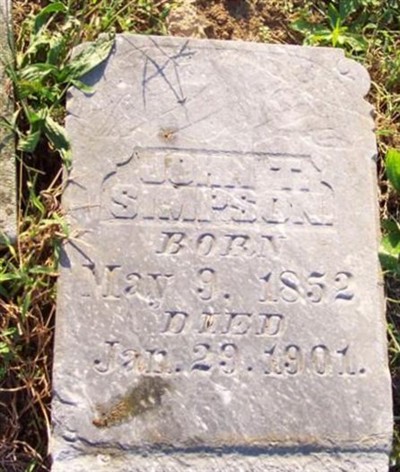 JOHN T.
SIMPSON.
BORN
May 9. 1852
DIED
Jan. 29. 1901.